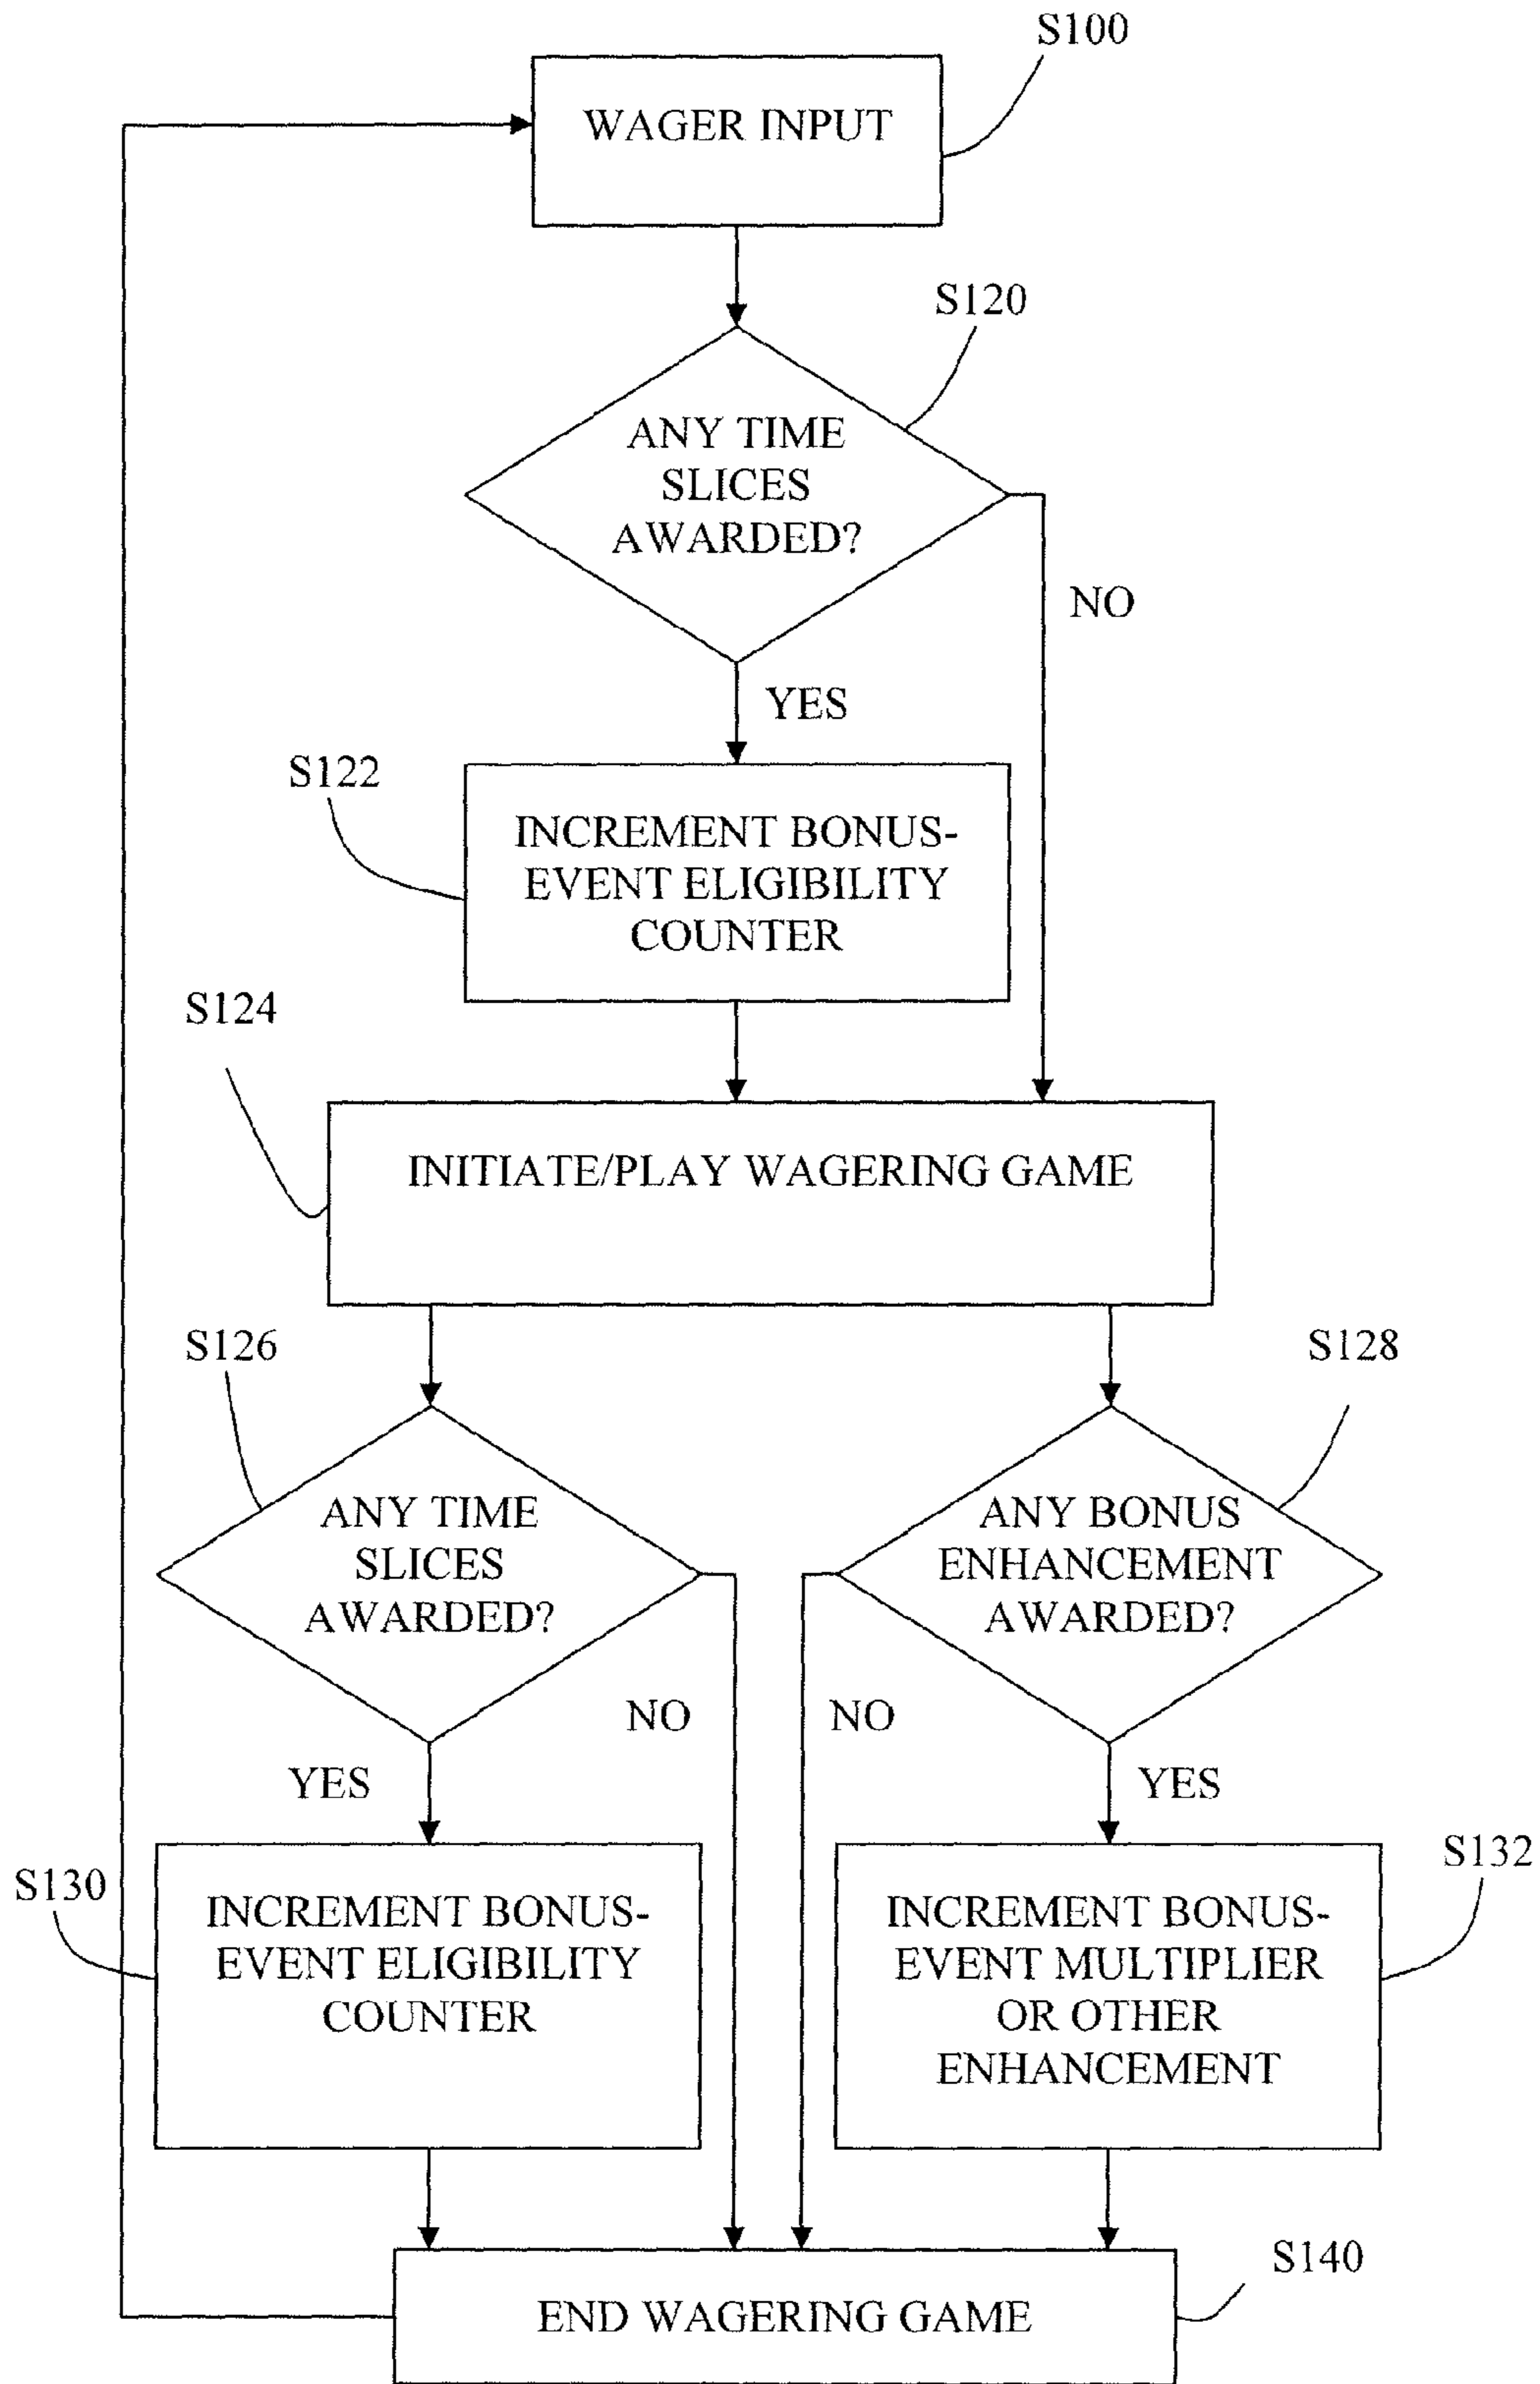 S100
WAGER INPUT
S120
ANY TIME
SLICES
AWARDED?
NO
YES
S122
INCREMENT BONUS-
EVENT ELIGIBILITY
COUNTER
S124
INITIATE/PLAY WAGERING GAME
S126
S128
ANY TIME
SLICES
AWARDED?
ANY BONUS
ENHANCEMENT
AWARDED?
NO
NO
YES
YES
S130
S132
INCREMENT BONUS-
EVENT ELIGIBILITY
COUNTER
INCREMENT BONUS-
EVENT MULTIPLIER
OR OTHER
ENHANCEMENT
S140
END WAGERING GAME